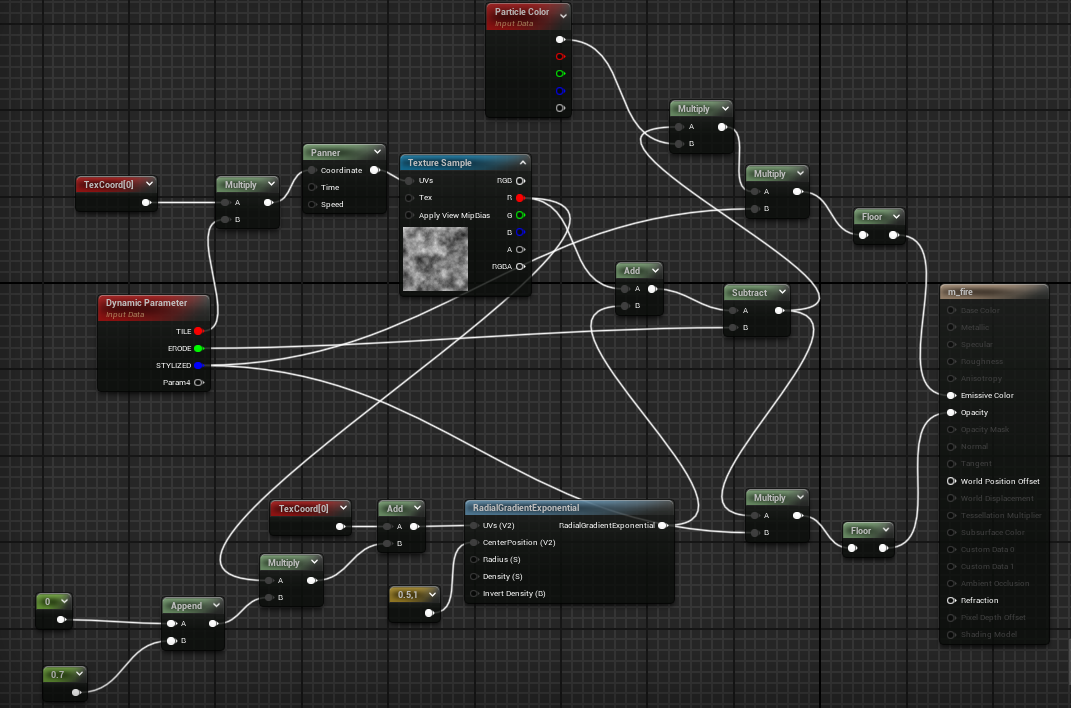 Particle Color
Input Data
Multiply
A
B
Multiply
A
B
Floor
Panner
Coordinate
Time
Speed
Texture Sample
UVs
RGB
Tex
R
Apply View MipBias
G
B
A
RGBA
TexCoord[0]
Multiply
A
B
Add
A
B
Subtract
A
B
Dynamic Parameter
Input Data
TILE
ERODE
STYLIZED
Param4
m_fire
Base Color
Metallic
Specular
Roughness
Anisotropy
Emissive Color
Opacity
Opacity Mask
Normal
Tangent
World Position Offset
World Displacement
Tessellation Multiplier
Subsurface Color
Custom Data 0
Custom Data 1
Ambient Occlusion
Refraction
Pixel Depth Offset
Shading Model
TexCoord[0]
Add
A
B
RadialGradientExponential
UVs (V2)
RadialGradientExponential
CenterPosition (V2)
Radius (S)
Density (S)
Invert Density (B)
Multiply
A
B
Floor
Multiply
A
B
0.5,1
0
Append
A
B
0.7